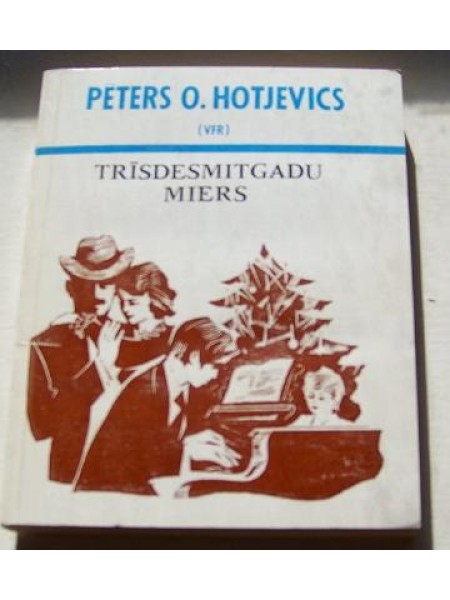 PETERS O. HOTJEVICS
(VFR)
TRĪSDESMITGADU
MIERS